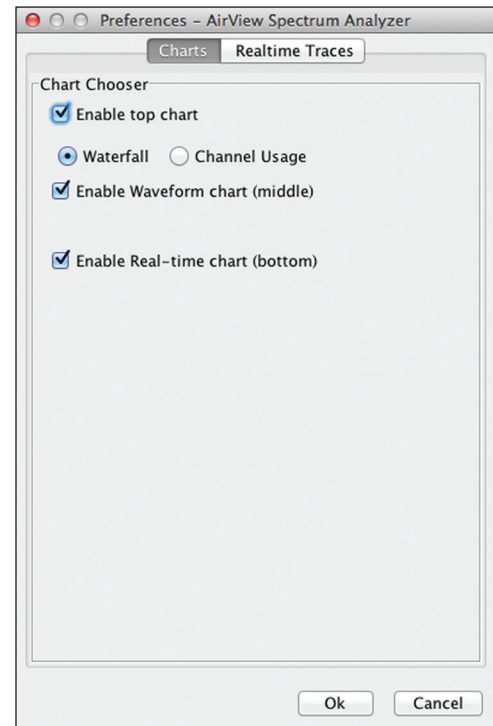 Preferences – AirView Spectrum Analyzer
Charts Realtime Traces
Chart Chooser
Enable top chart
Waterfall Channel Usage
Enable Waveform chart (middle)
Enable Real-time chart (bottom)
Ok Cancel